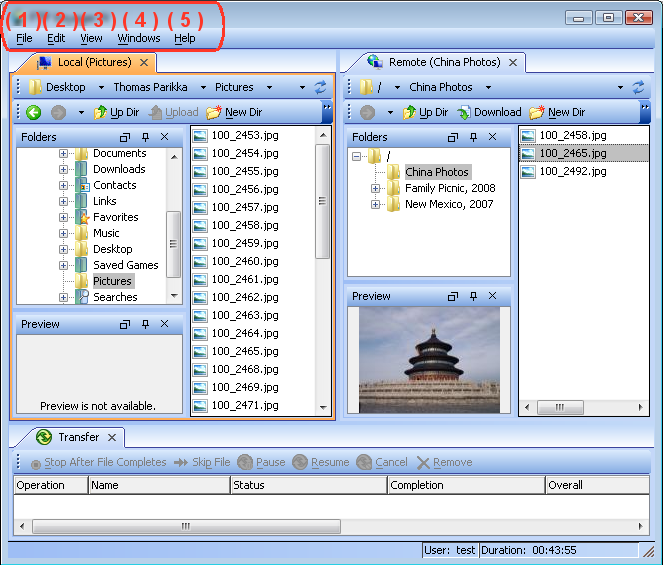 (1)(2)(3)(4)(5)
File Edit View Windows Help
Local (Pictures)
Desktop Thomas Parikka Pictures
Up Dir Upload New Dir
Folders
Documents
Downloads
Contacts
Links
Favorites
Music
Desktop
Saved Games
Pictures
Searches
Preview
Preview is not available.
100_2453.jpg
100_2454.jpg
100_2455.jpg
100_2456.jpg
100_2457.jpg
100_2458.jpg
100_2459.jpg
100_2460.jpg
100_2461.jpg
100_2462.jpg
100_2463.jpg
100_2464.jpg
100_2465.jpg
100_2468.jpg
100_2469.jpg
100_2471.jpg
Remote (China Photos)
/ China Photos
Up Dir Download New Dir
Folders
/
China Photos
Family Picnic, 2008
New Mexico, 2007
Preview
100_2458.jpg
100_2465.jpg
100_2492.jpg
Transfer
Stop After File Completes Skip File Pause Resume Cancel Remove
Operation Name Status Completion Overall
User: test Duration: 00:43:55